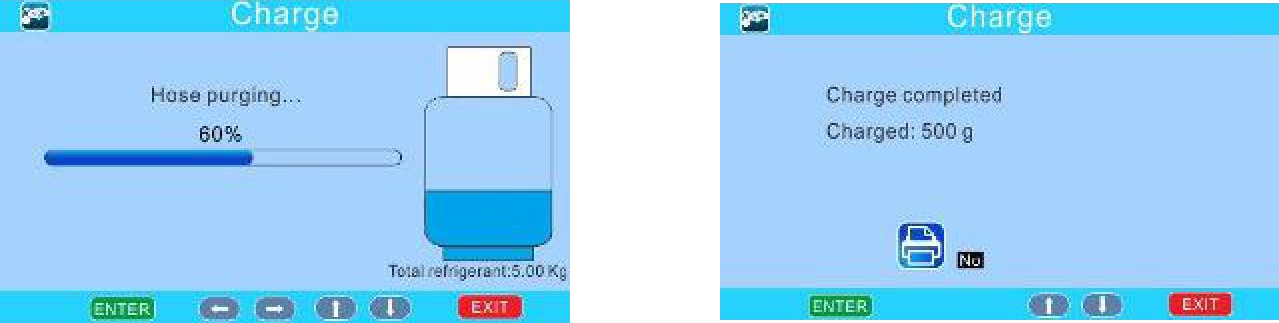 Charge
Hose purging...
60%
Total refrigerant:5.00 Kg
ENTER
EXIT
Charge
Charge completed
Charged: 500 g
No
ENTER
EXIT